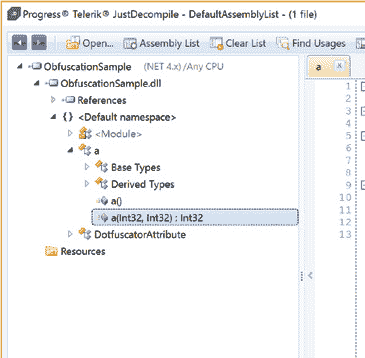 Progress® Telerik® JustDecompile - DefaultAssemblyList - (1 file)
Open... Assembly List Clear List Find Usages
ObfuscationSample (NET 4.x) /Any CPU
a
ObfuscationSample.dll
1
References
2
{} <Default namespace>
3
<Module>
4
a
5
Base Types
6
7
Derived Types
8
a()
9
a(Int32, Int32) : Int32
10
11
DotfuscatorAttribute
12
Resources
13